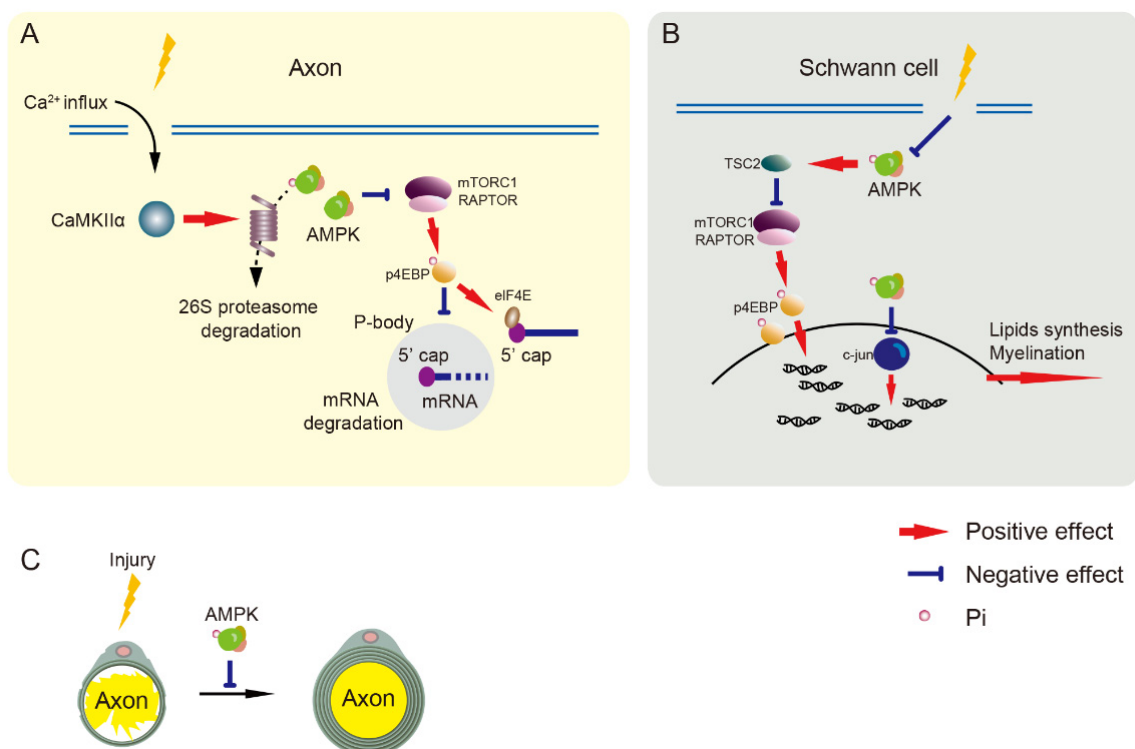 A
Axon
Ca²⁺ influx
CaMKIIα
AMPK
mTORC1
RAPTOR
26S proteasome
degradation
p4EBP
eIF4E
P-body
5’ cap
5’ cap
mRNA
mRNA
degradation
B
Schwann cell
TSC2
AMPK
mTORC1
RAPTOR
p4EBP
c-jun
Lipids synthesis
Myelination
C
Injury
AMPK
Axon
Axon
Positive effect
Negative effect
Pi